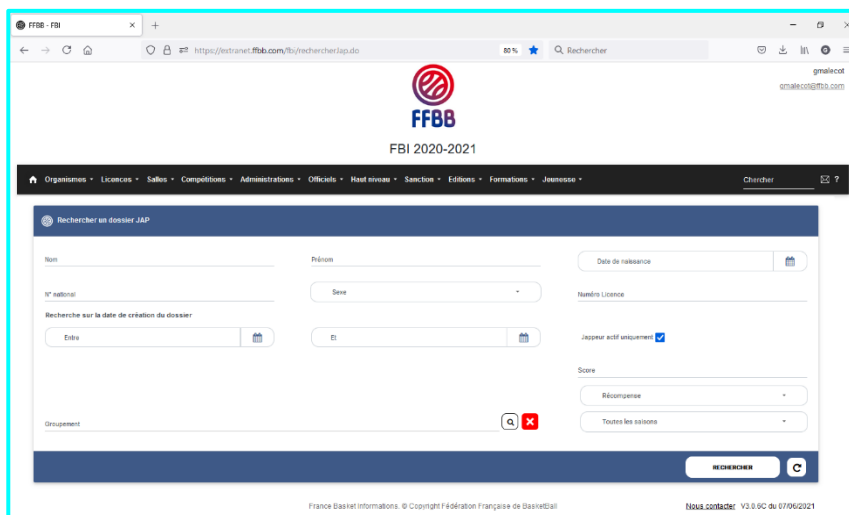 FFBB - FBI
https://extranet.ffbb.com/fbi/rechercherJap.do
80 %
Rechercher
gmalecot
gmalecot@ffbb.com
FFBB
FBI 2020-2021
Organismes Licences Salles Compétitions Administrations Officiels Haut niveau Sanction Editions Formations Jeunesse Chercher ?
Rechercher un dossier JAP
Nom Prénom Date de naissance
N° national Sexe Numéro Licence
Recherche sur la date de création du dossier
Entre Et Jappeur actif uniquement
Score
Récompense
Groupement Toutes les saisons
RECHERCHER
France Basket Informations. © Copyright Fédération Française de BasketBall Nous contacter V3.0.6C du 07/06/2021